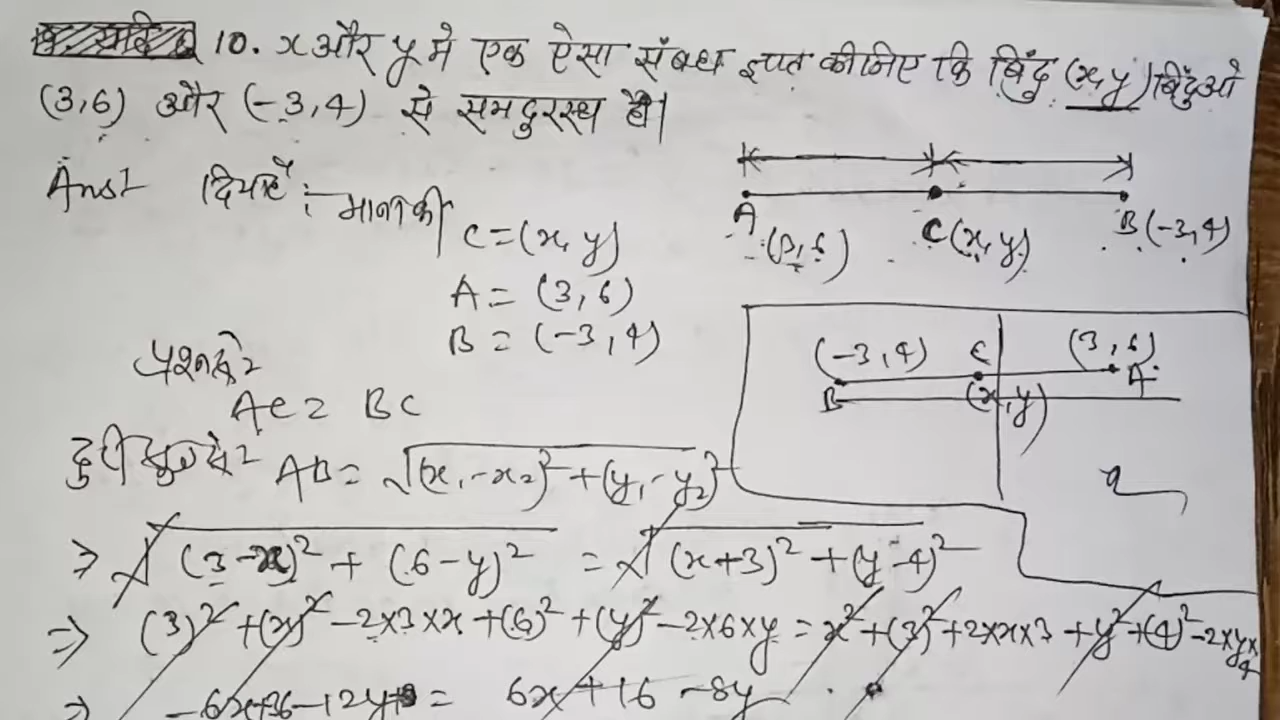 10. x और y मे एक ऐसा संबध ज्ञात कीजिए कि बिंदु (x, y) बिंदुओ
(3,6) और (-3,4) से समदुरस्थ हो।
Ans:- दिया है :- माना की
C = (x, y)
A = (3, 6)
B = (-3, 4)
A C B
(3, 6) (x, y) (-3, 4)
(-3, 4) C (3, 6)
B (x, y) A
प्रश्न से
AC = BC
दुरी सुत्र से AB = √(x₁-x₂)² + (y₁-y₂)²
⇒ √(3-x)² + (6-y)² = √(x+3)² + (y-4)²
⇒ (3)² + (x)² - 2×3×x + (6)² + (y)² - 2×6×y = x² + (3)² + 2×x×3 + y² + (4)² - 2×y×4
⇒ -6x+36-12y = 6x + 16 - 8y